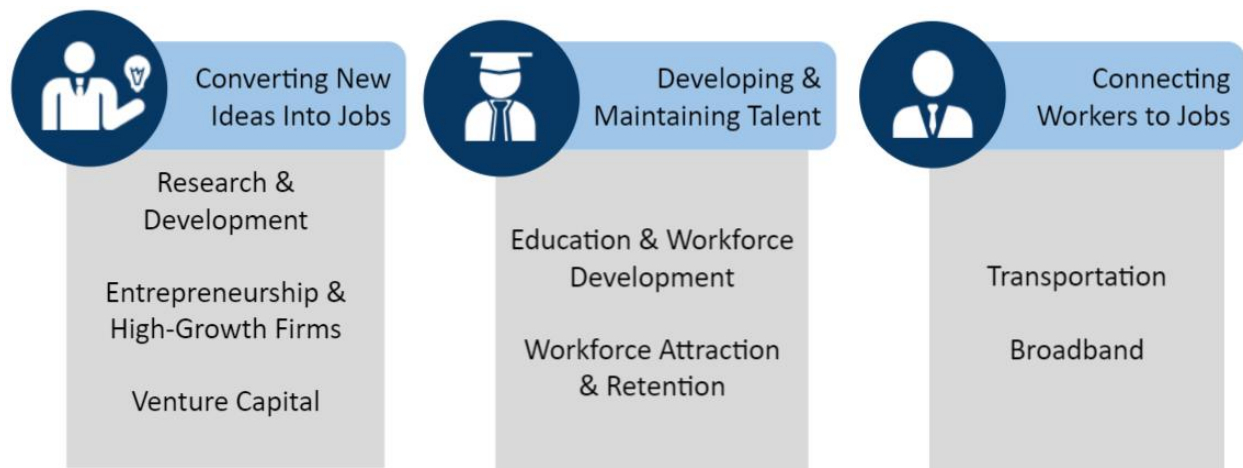 Converting New
Ideas Into Jobs
Research &
Development
Entrepreneurship &
High-Growth Firms
Venture Capital
Developing &
Maintaining Talent
Education & Workforce
Development
Workforce Attraction
& Retention
Connecting
Workers to Jobs
Transportation
Broadband